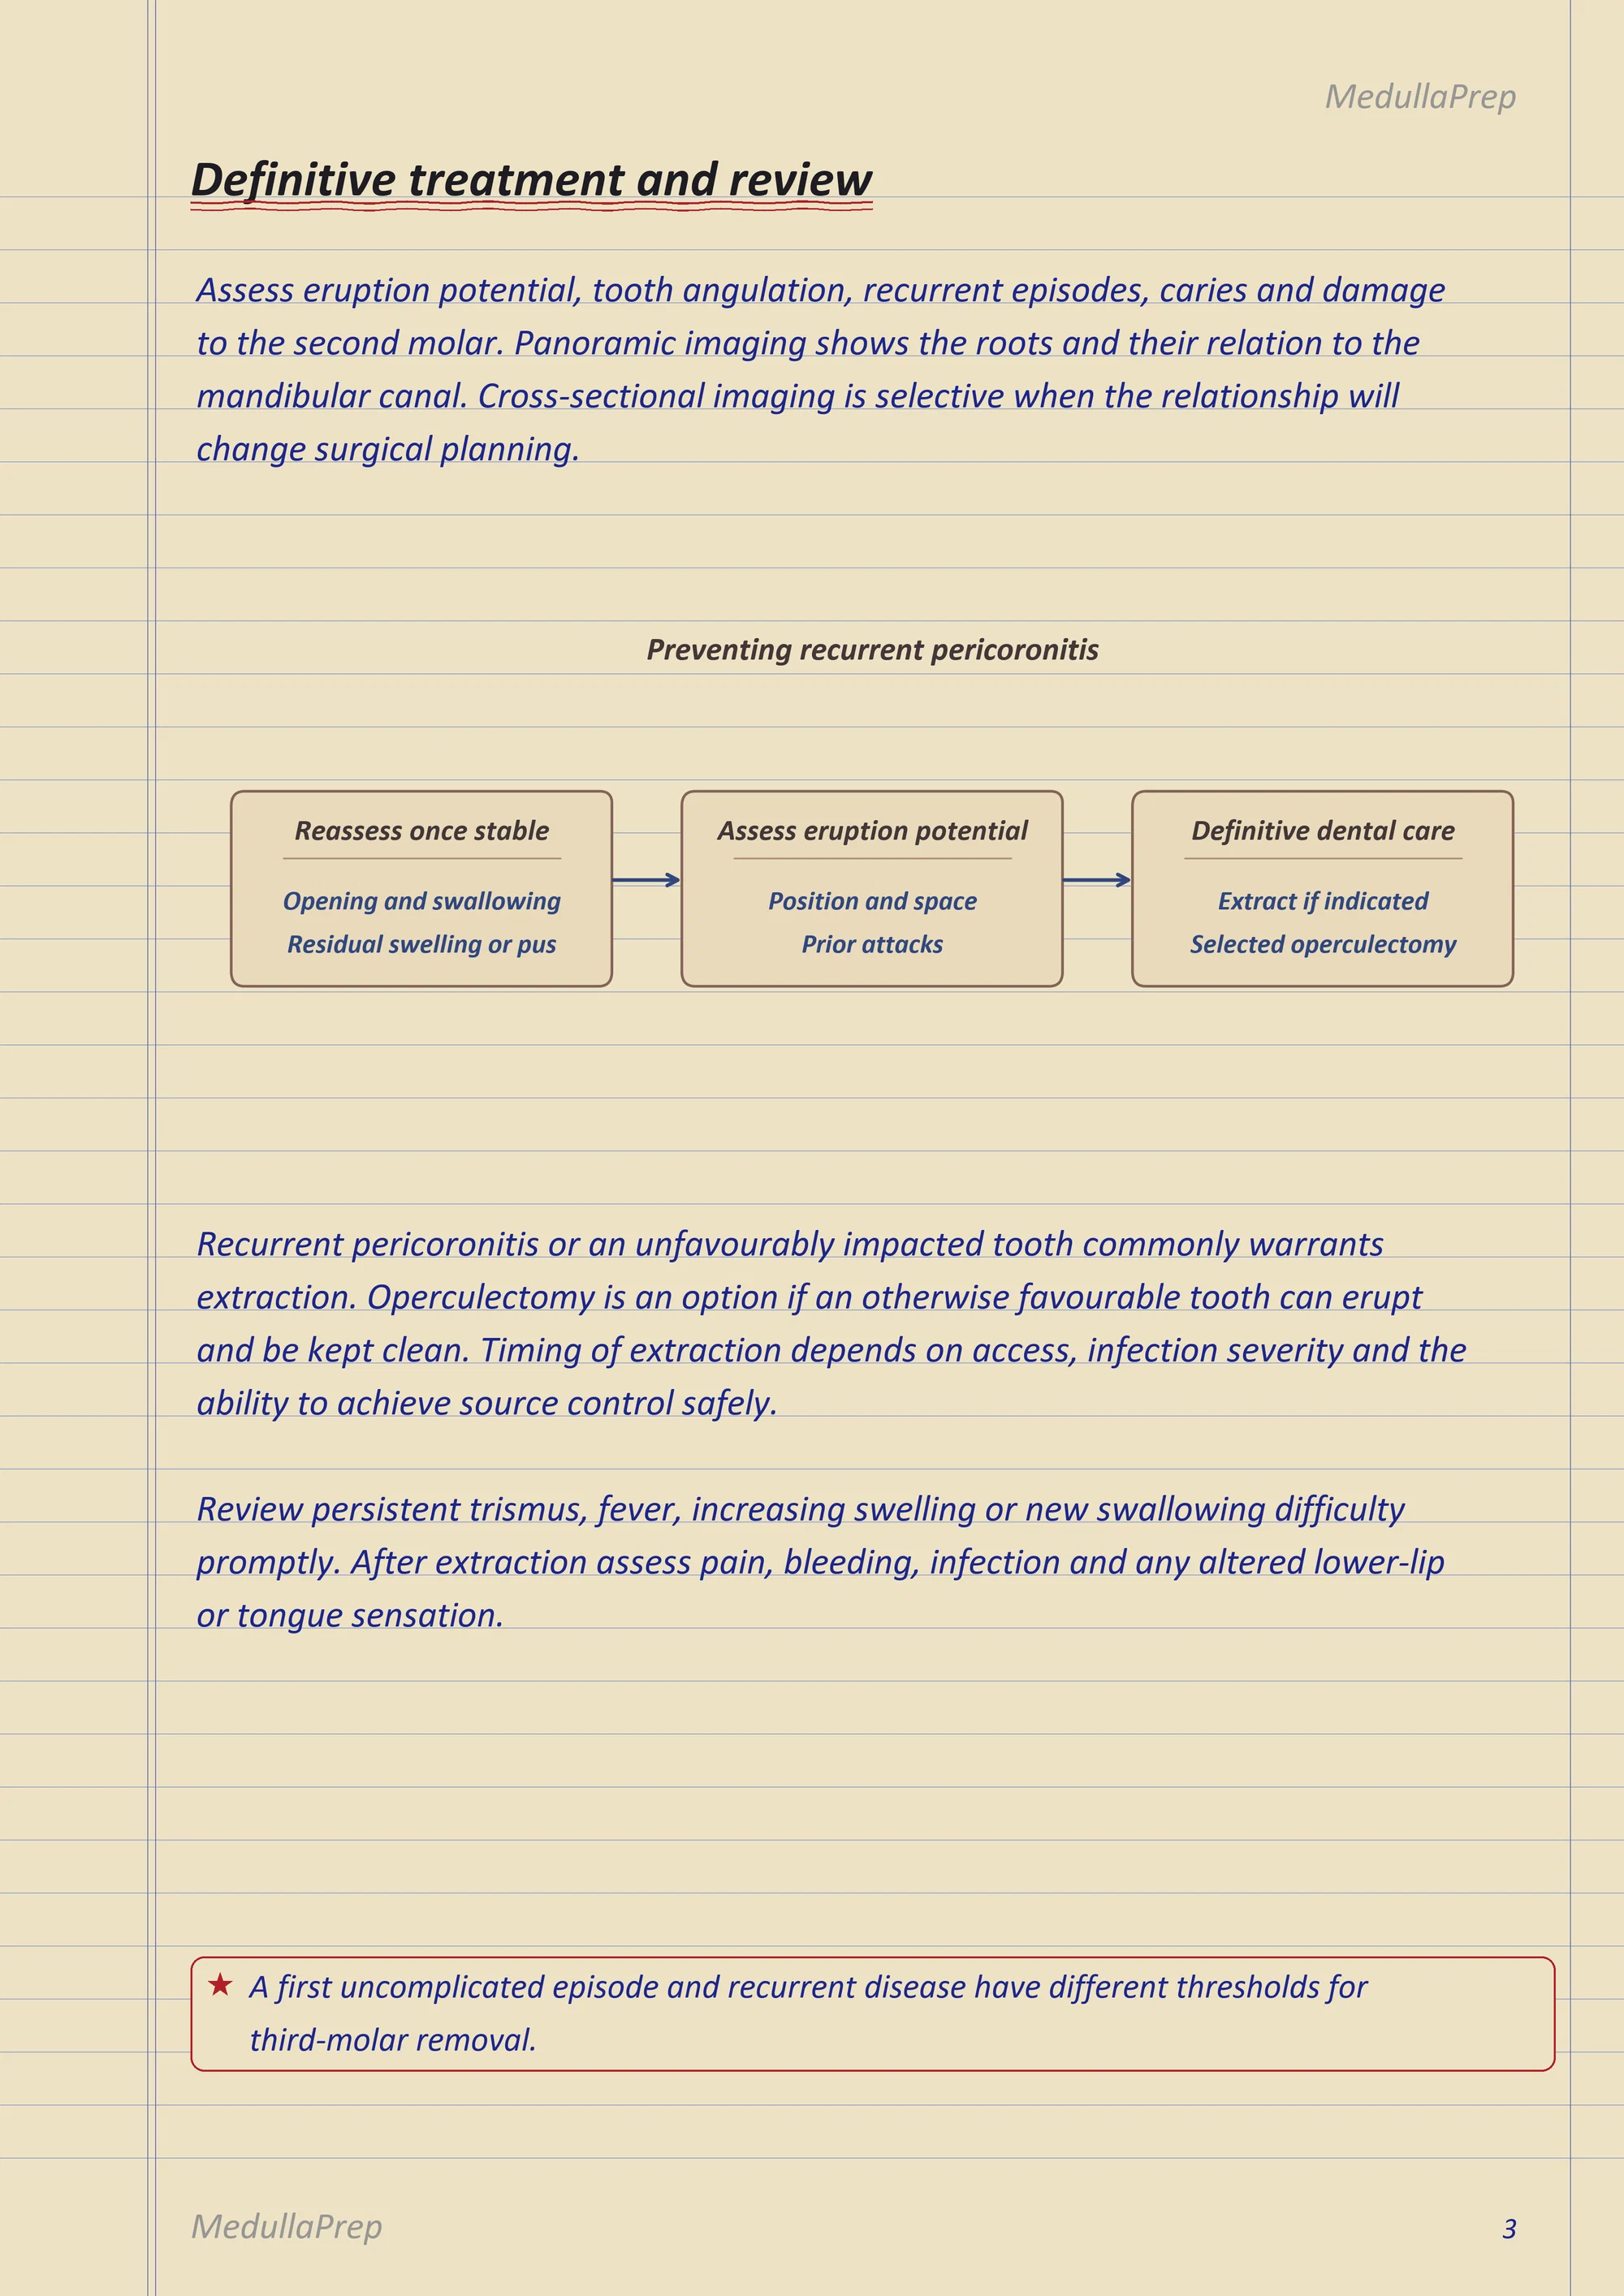 MedullaPrep
Definitive treatment and review
Assess eruption potential, tooth angulation, recurrent episodes, caries and damage
to the second molar. Panoramic imaging shows the roots and their relation to the
mandibular canal. Cross-sectional imaging is selective when the relationship will
change surgical planning.
Preventing recurrent pericoronitis
Reassess once stable
Opening and swallowing
Residual swelling or pus
Assess eruption potential
Position and space
Prior attacks
Definitive dental care
Extract if indicated
Selected operculectomy
Recurrent pericoronitis or an unfavourably impacted tooth commonly warrants
extraction. Operculectomy is an option if an otherwise favourable tooth can erupt
and be kept clean. Timing of extraction depends on access, infection severity and the
ability to achieve source control safely.
Review persistent trismus, fever, increasing swelling or new swallowing difficulty
promptly. After extraction assess pain, bleeding, infection and any altered lower-lip
or tongue sensation.
★ A first uncomplicated episode and recurrent disease have different thresholds for
third-molar removal.
MedullaPrep
3